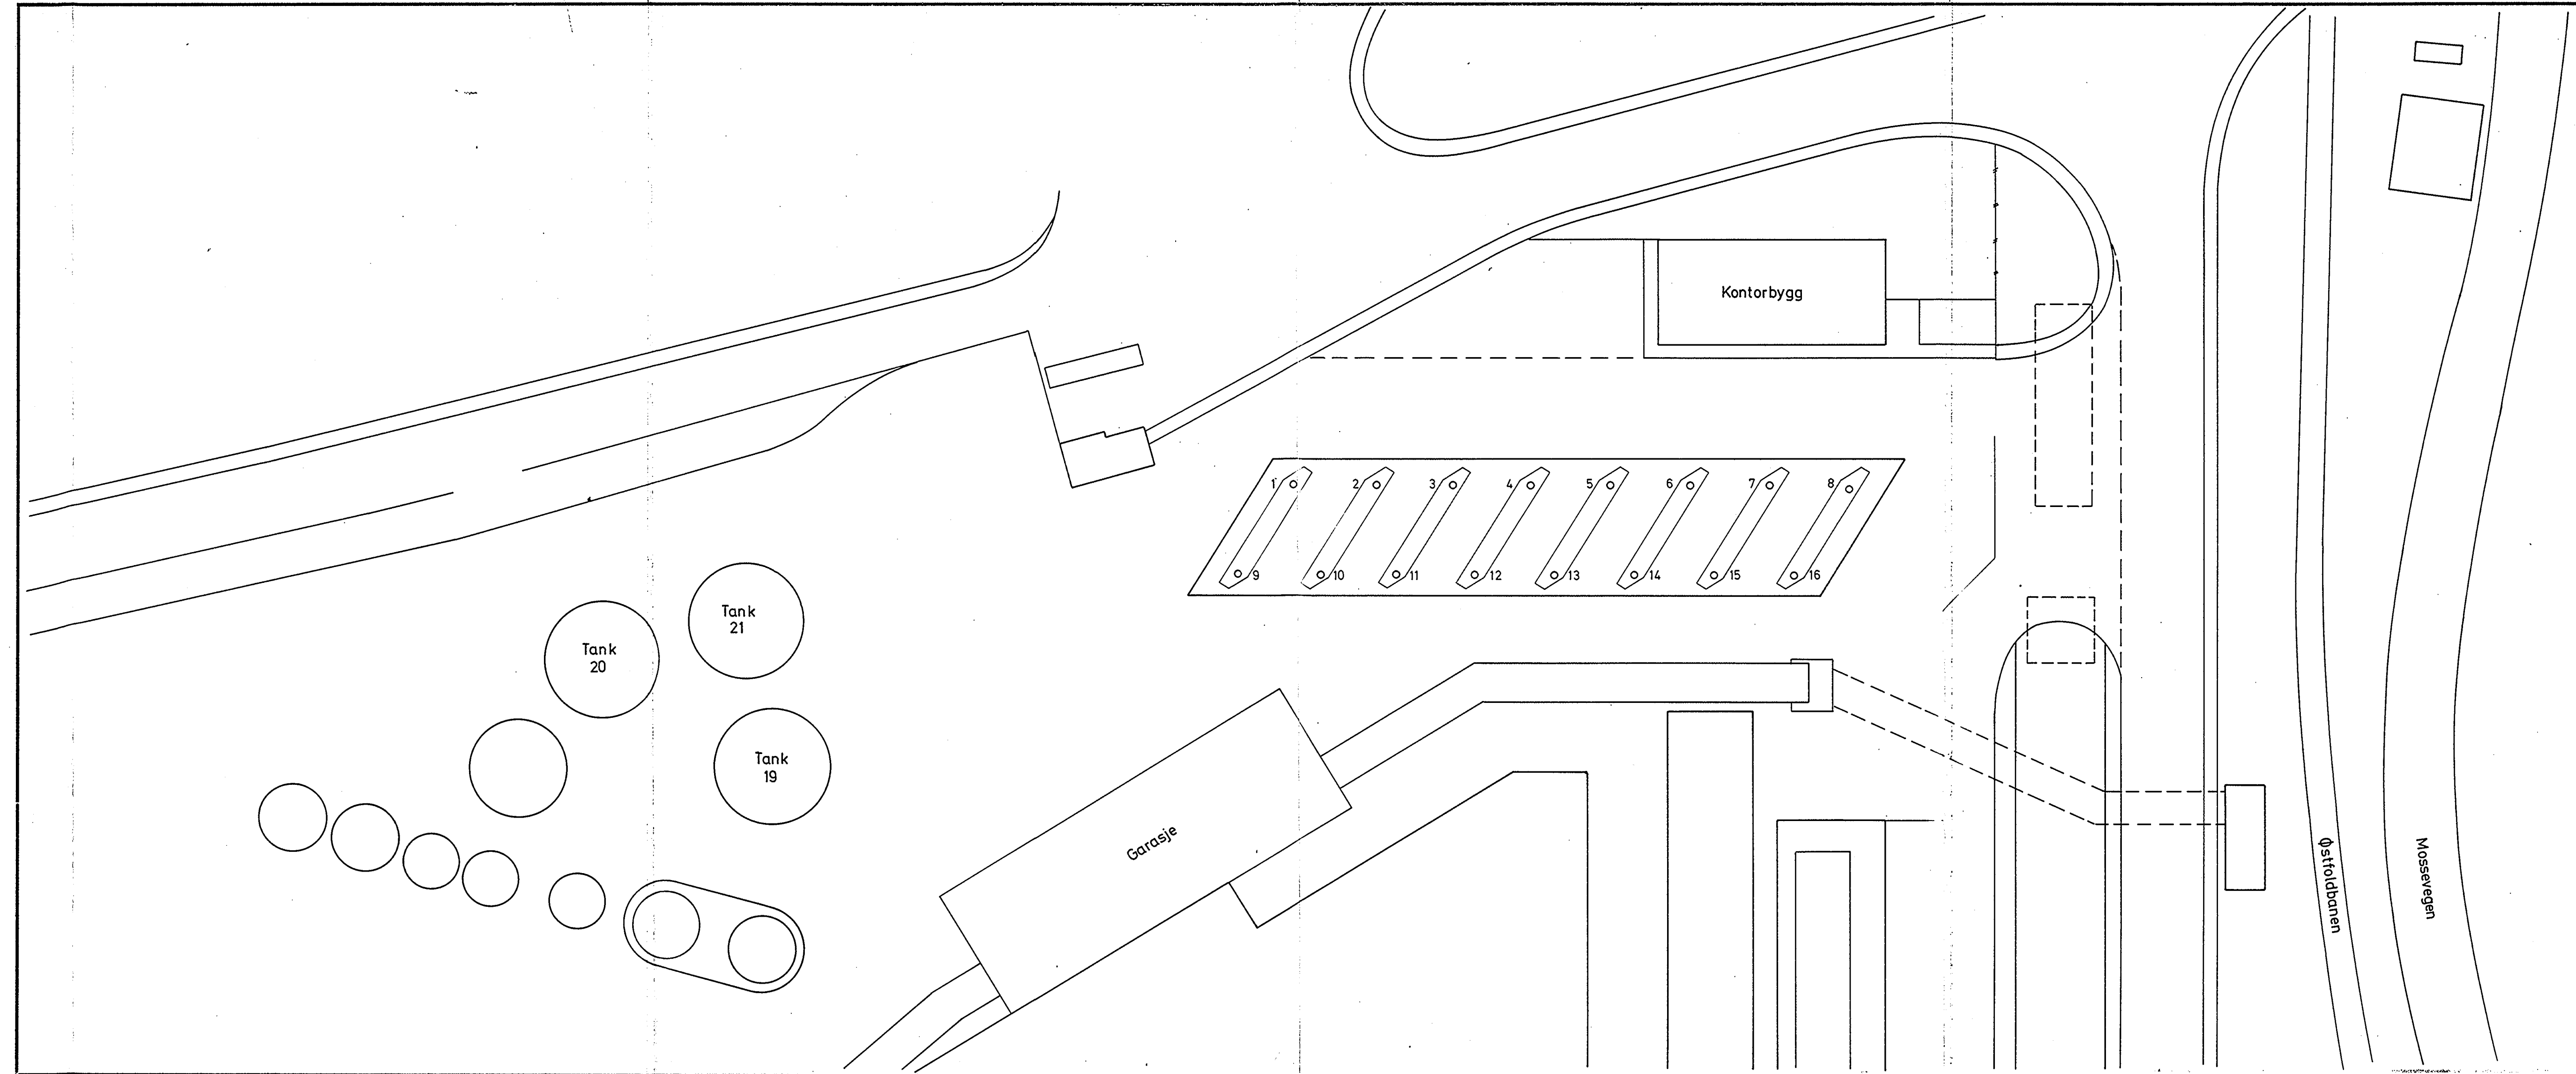 Kontorbygg
1 2 3 4 5 6 7 8
9 10 11 12 13 14 15 16
Tank
21
Tank
20
Tank
19
Garasje
Østfoldbanen
Mossevegen